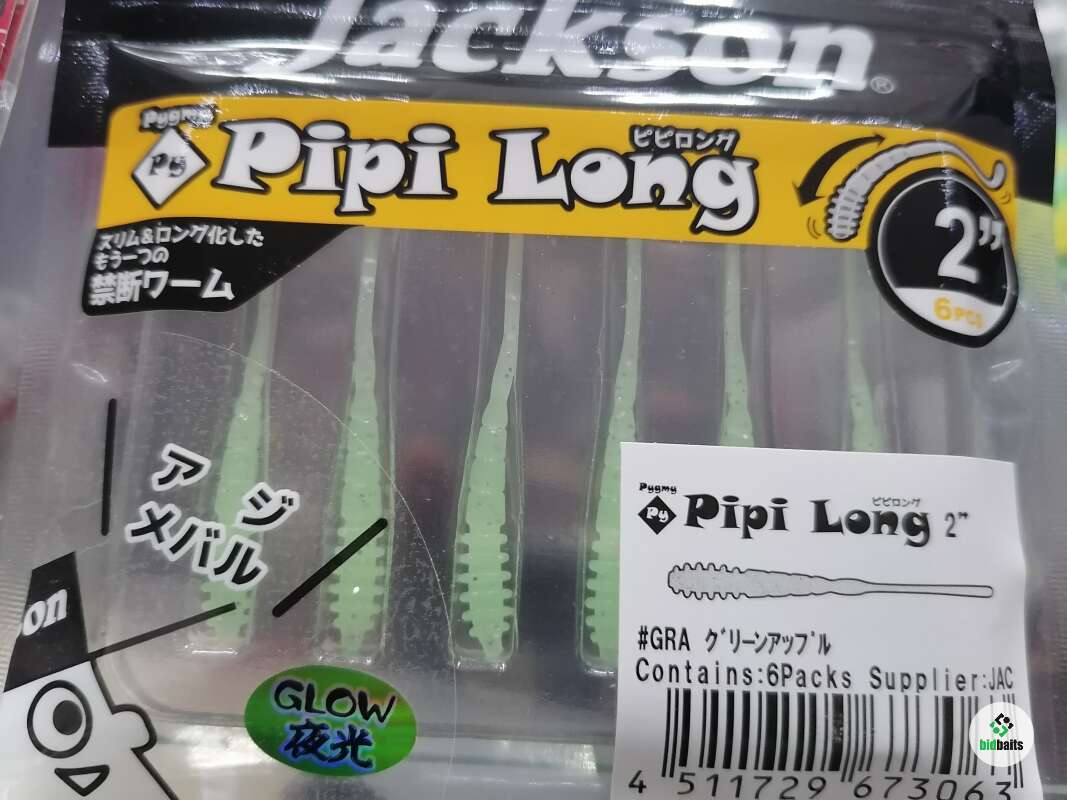 Jackson®
Pygmy
Py
Pipi Long
ピピロング
2”
6PCS
スリム&ロング化した
もう一つの
禁断ワーム
アジ
メバル
on
GLOW
夜光
Pygmy
Py
Pipi Long 2”
ピピロング
#GRA グリーンアップル
Contains:6Packs Supplier:JAC
4 511729 673063
bidbaits